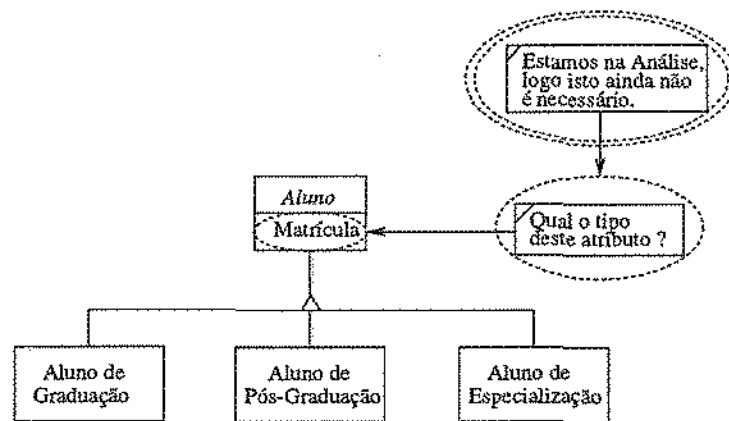 Estamos na Análise,
logo isto ainda não
é necessário.
Aluno
Matrícula
Qual o tipo
deste atributo ?
Aluno de
Graduação
Aluno de
Pós-Graduação
Aluno de
Especialização